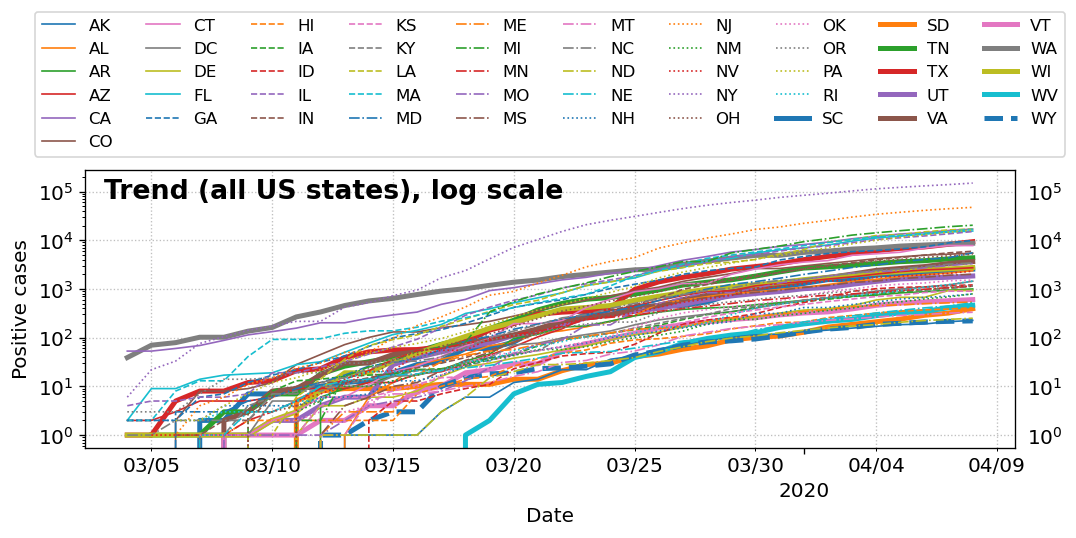 AK CT HI KS ME MT NJ OK SD VT
AL DC IA KY MI NC NM OR TN WA
AR DE ID LA MN ND NV PA TX WI
AZ FL IL MA MO NE NY RI UT WV
CA GA IN MD MS NH OH SC VA WY
CO
Trend (all US states), log scale
10⁵ 10⁵
10⁴ 10⁴
10³ 10³
10² 10²
10¹ 10¹
10⁰ 10⁰
Positive cases
03/05 03/10 03/15 03/20 03/25 03/30 04/04 04/09
2020
Date